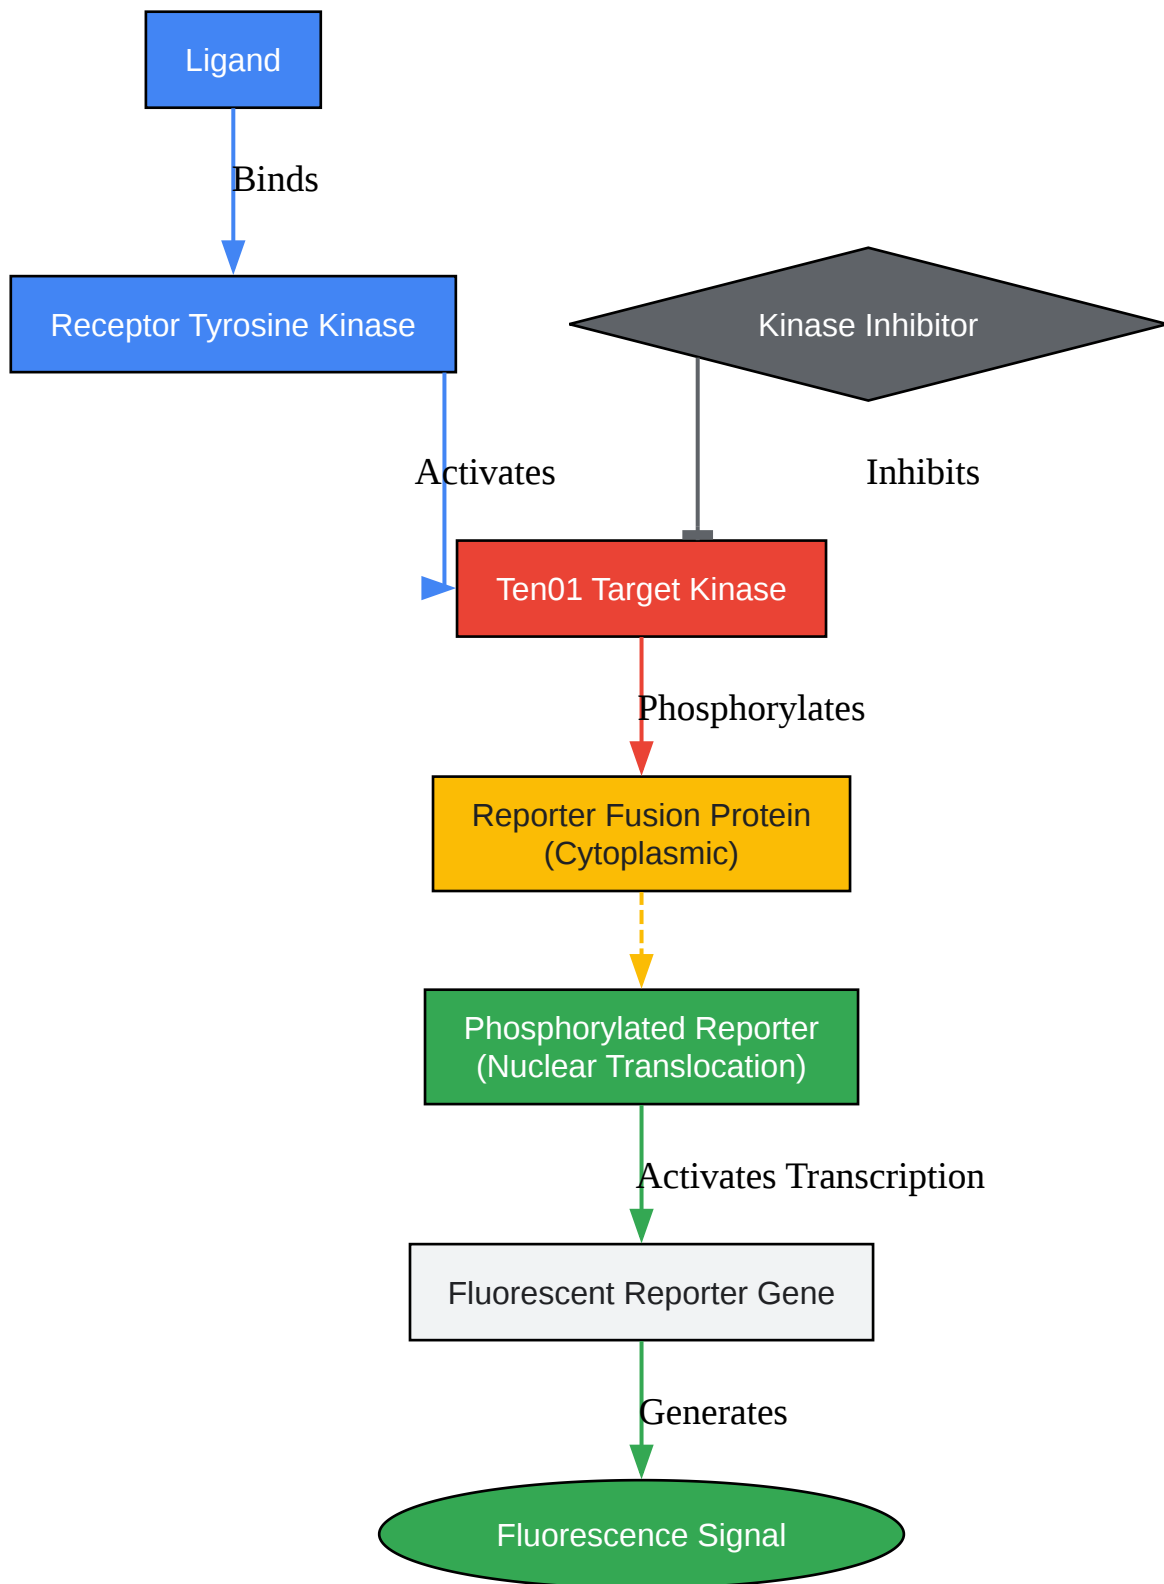 Ligand
Binds
Receptor Tyrosine Kinase
Kinase Inhibitor
Activates
Inhibits
Ten01 Target Kinase
Phosphorylates
Reporter Fusion Protein
(Cytoplasmic)
Phosphorylated Reporter
(Nuclear Translocation)
Activates Transcription
Fluorescent Reporter Gene
Generates
Fluorescence Signal